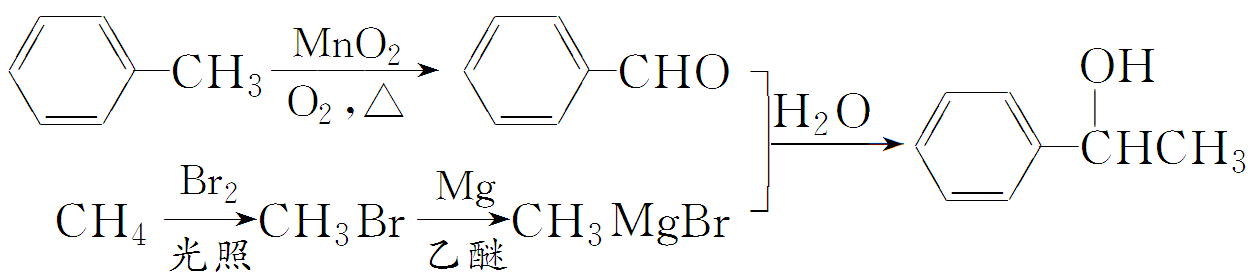 CH₃ MnO₂ O₂,△ CHO H₂O OH CHCH₃
CH₄ Br₂ 光照 CH₃Br Mg 乙醚 CH₃MgBr